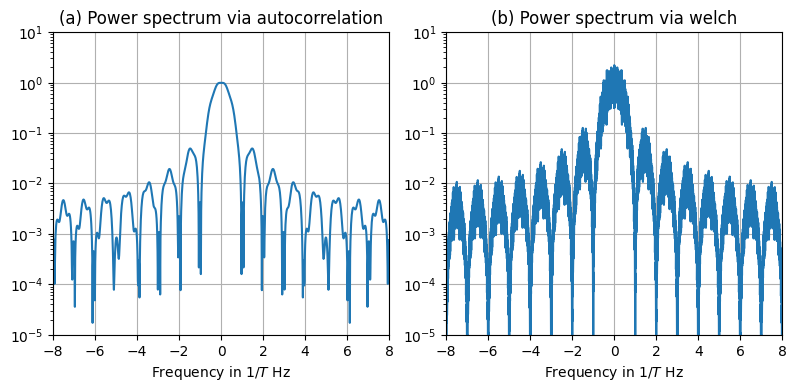 (a) Power spectrum via autocorrelation
(b) Power spectrum via welch
10^1
10^0
10^−1
10^−2
10^−3
10^−4
10^−5
−8 −6 −4 −2 0 2 4 6 8
Frequency in 1/T Hz
10^1
10^0
10^−1
10^−2
10^−3
10^−4
10^−5
−8 −6 −4 −2 0 2 4 6 8
Frequency in 1/T Hz